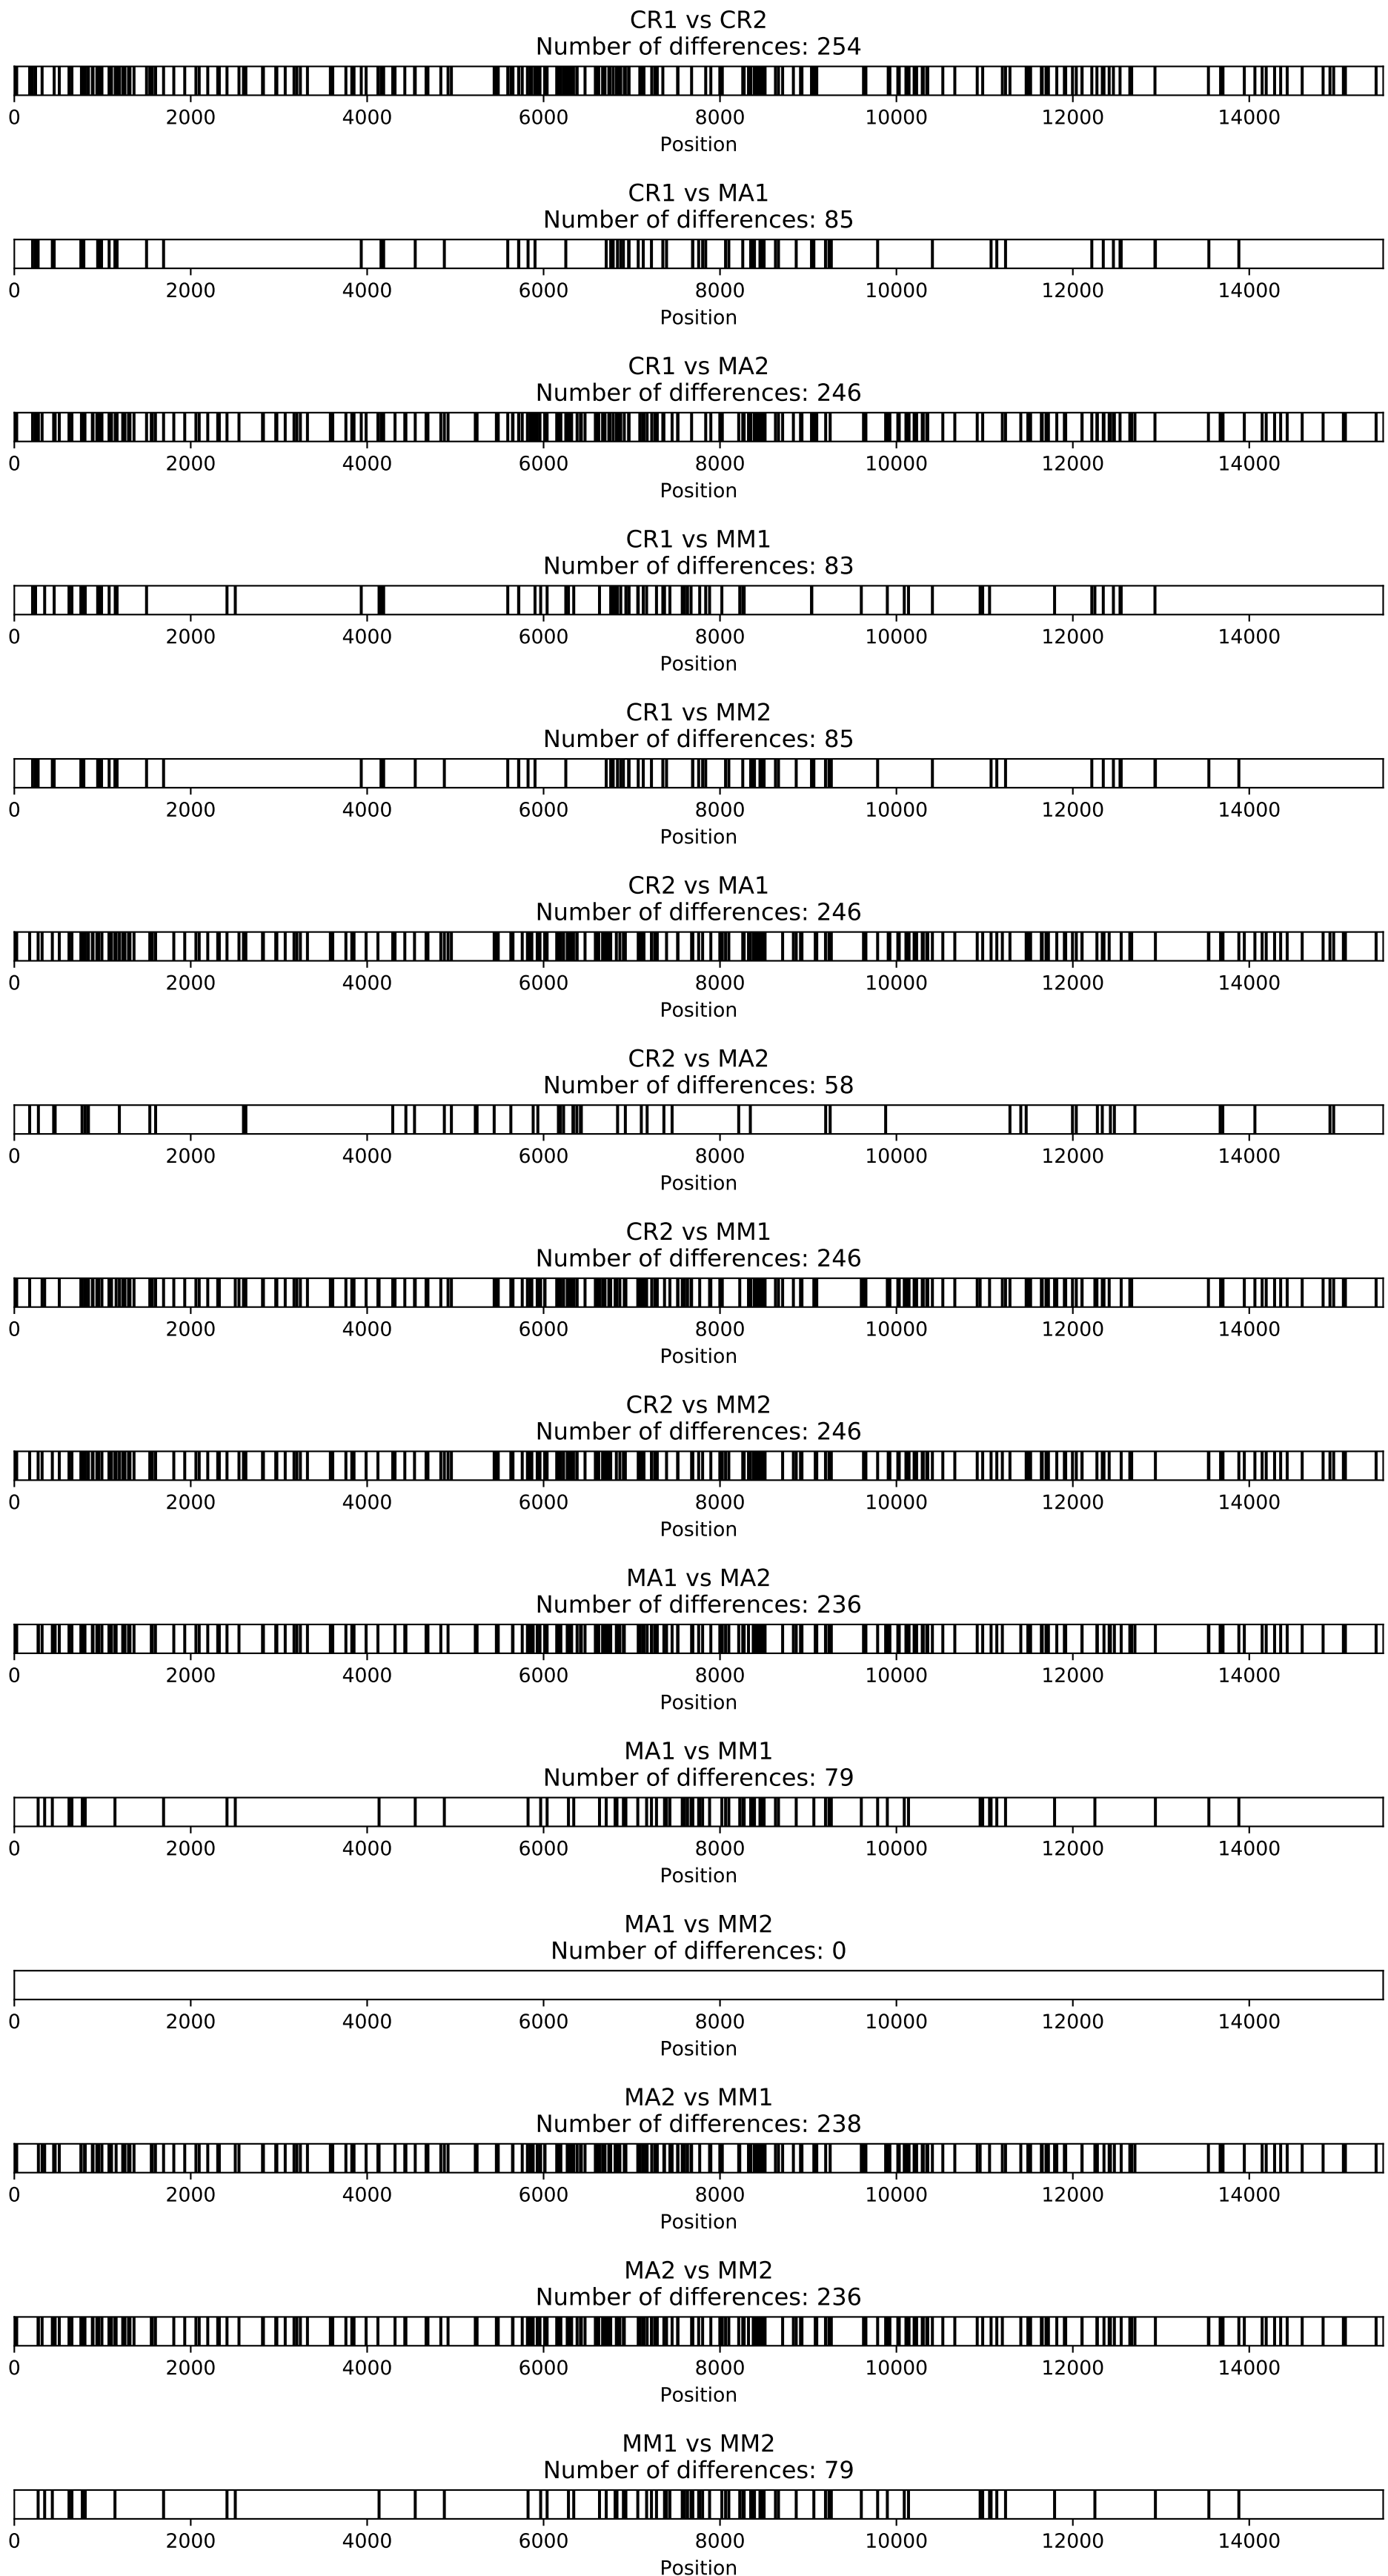 CR1 vs CR2
Number of differences: 254
0 2000 4000 6000 8000 10000 12000 14000
Position
CR1 vs MA1
Number of differences: 85
0 2000 4000 6000 8000 10000 12000 14000
Position
CR1 vs MA2
Number of differences: 246
0 2000 4000 6000 8000 10000 12000 14000
Position
CR1 vs MM1
Number of differences: 83
0 2000 4000 6000 8000 10000 12000 14000
Position
CR1 vs MM2
Number of differences: 85
0 2000 4000 6000 8000 10000 12000 14000
Position
CR2 vs MA1
Number of differences: 246
0 2000 4000 6000 8000 10000 12000 14000
Position
CR2 vs MA2
Number of differences: 58
0 2000 4000 6000 8000 10000 12000 14000
Position
CR2 vs MM1
Number of differences: 246
0 2000 4000 6000 8000 10000 12000 14000
Position
CR2 vs MM2
Number of differences: 246
0 2000 4000 6000 8000 10000 12000 14000
Position
MA1 vs MA2
Number of differences: 236
0 2000 4000 6000 8000 10000 12000 14000
Position
MA1 vs MM1
Number of differences: 79
0 2000 4000 6000 8000 10000 12000 14000
Position
MA1 vs MM2
Number of differences: 0
0 2000 4000 6000 8000 10000 12000 14000
Position
MA2 vs MM1
Number of differences: 238
0 2000 4000 6000 8000 10000 12000 14000
Position
MA2 vs MM2
Number of differences: 236
0 2000 4000 6000 8000 10000 12000 14000
Position
MM1 vs MM2
Number of differences: 79
0 2000 4000 6000 8000 10000 12000 14000
Position